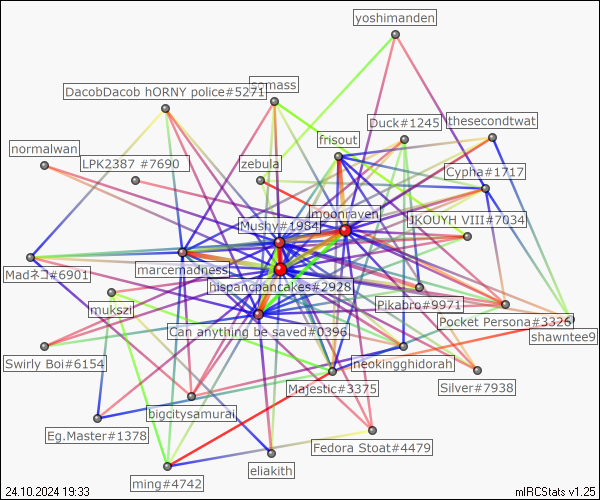 yoshimanden
somass
DacobDacob hORNY police#5271
Duck#1245
thesecondtwat
frisout
normalwan
LPK2387 #7690
zebula
Cypha#1717
moonraven
JKOUYH VIII#7034
Mushy#1984
Madネコ#6901
marcemadness
hispancpancakes#2928
mukszil
Pikabro#9971
Pocket Persona#3326
Can anything be saved#0396
shawntee9
Swirly Boi#6154
neokingghidorah
Majestic#3375
Silver#7938
bigcitysamurai
Eg.Master#1378
Fedora Stoat#4479
eliakith
ming#4742
24.10.2024 19:33
mIRCStats v1.25